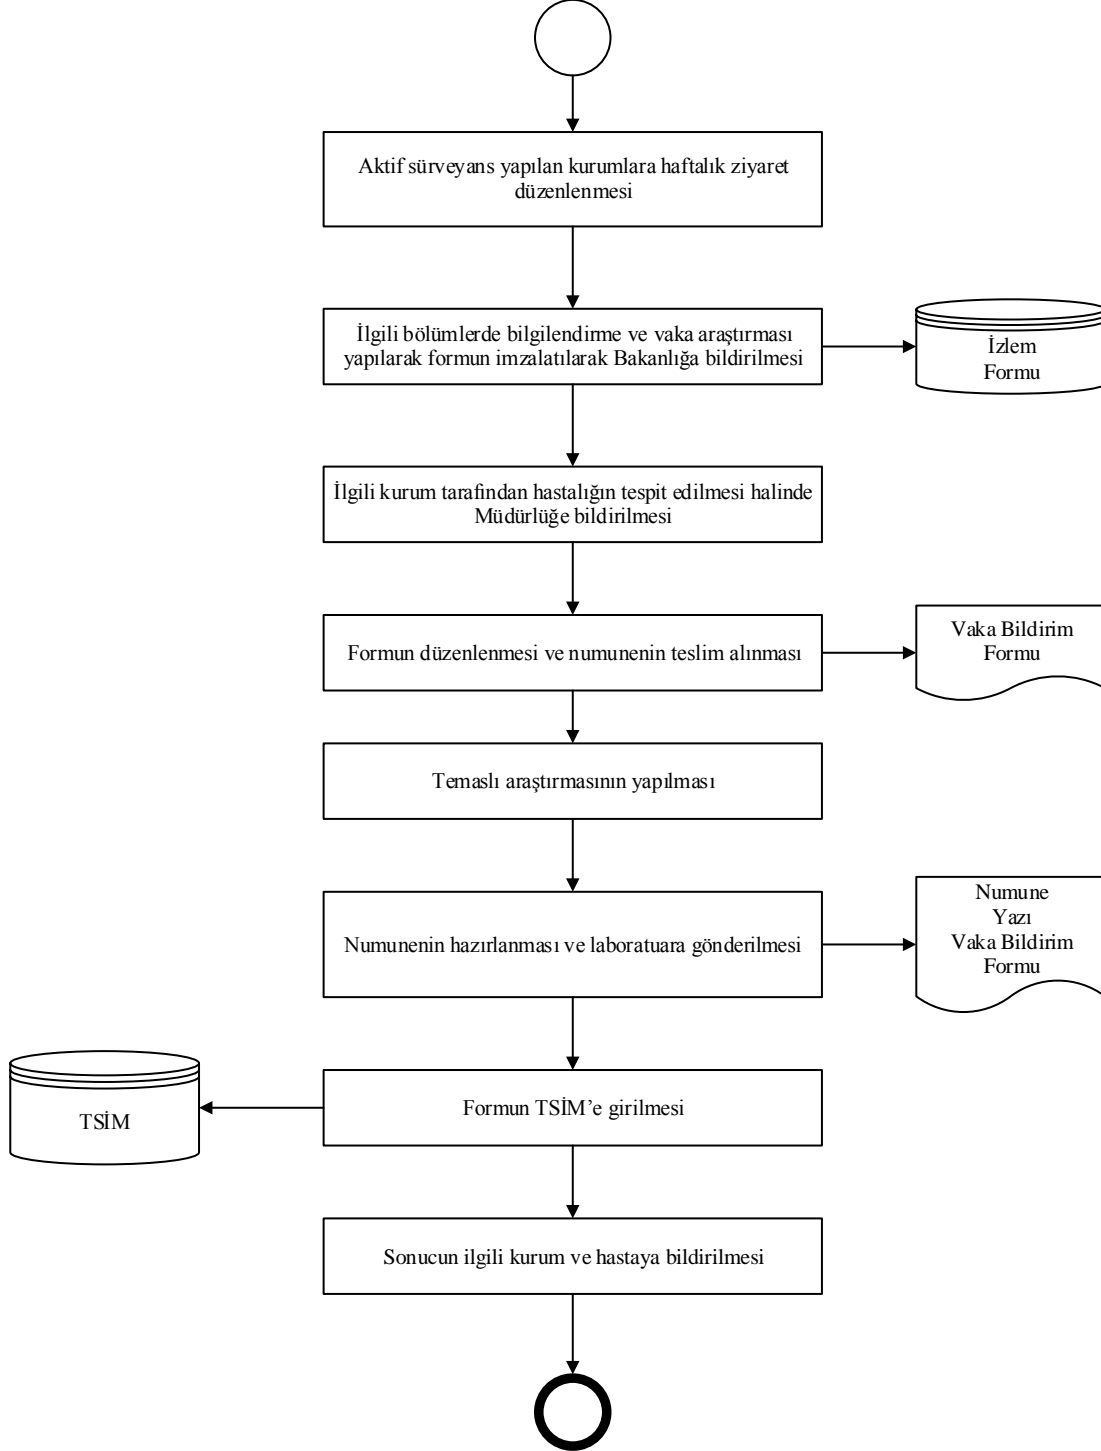 Aktif sürveyans yapılan kurumlara haftalık ziyaret
düzenlenmesi
İlgili bölümlerde bilgilendirme ve vaka araştırması
yapılarak formun imzalatılarak Bakanlığa bildirilmesi
İzlem
Formu
İlgili kurum tarafından hastalığın tespit edilmesi halinde
Müdürlüğe bildirilmesi
Formun düzenlenmesi ve numunenin teslim alınması
Vaka Bildirim
Formu
Temaslı araştırmasının yapılması
Numunenin hazırlanması ve laboratuara gönderilmesi
Numune
Yazı
Vaka Bildirim
Formu
TSİM
Formun TSİM’e girilmesi
Sonucun ilgili kurum ve hastaya bildirilmesi